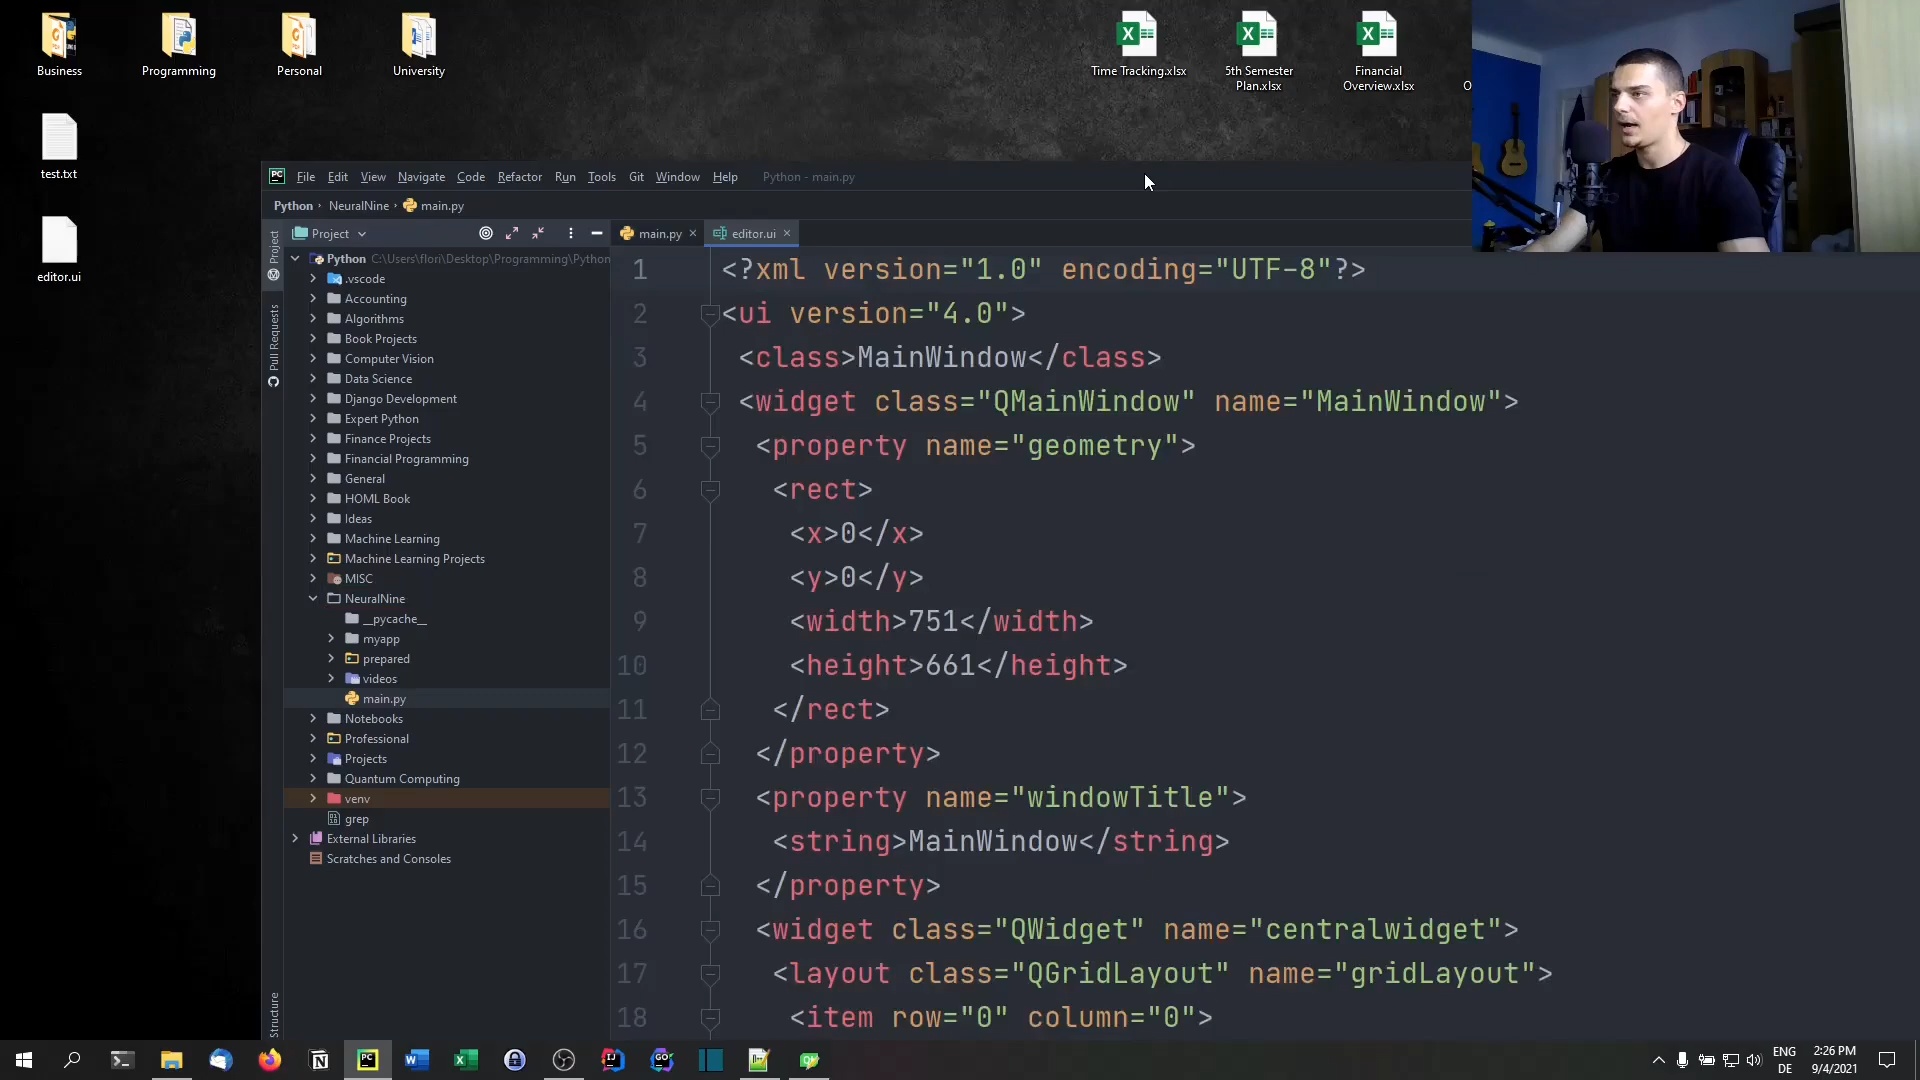 Business
Programming
Personal
University
Time Tracking.xlsx
5th Semester
Plan.xlsx
Financial
Overview.xlsx
O
test.txt
editor.ui
PC File Edit View Navigate Code Refactor Run Tools Git Window Help Python - main.py
Python NeuralNine main.py
Project main.py editor.ui
Project
Pull Requests
Structure
Python C:\Users\flori\Desktop\Programming\Python
.vscode
Accounting
Algorithms
Book Projects
Computer Vision
Data Science
Django Development
Expert Python
Finance Projects
Financial Programming
General
HOML Book
Ideas
Machine Learning
Machine Learning Projects
MISC
NeuralNine
__pycache__
myapp
prepared
videos
main.py
Notebooks
Professional
Projects
Quantum Computing
venv
grep
External Libraries
Scratches and Consoles
1 <?xml version="1.0" encoding="UTF-8"?>
2 <ui version="4.0">
3 <class>MainWindow</class>
4 <widget class="QMainWindow" name="MainWindow">
5 <property name="geometry">
6 <rect>
7 <x>0</x>
8 <y>0</y>
9 <width>751</width>
10 <height>661</height>
11 </rect>
12 </property>
13 <property name="windowTitle">
14 <string>MainWindow</string>
15 </property>
16 <widget class="QWidget" name="centralwidget">
17 <layout class="QGridLayout" name="gridLayout">
18 <item row="0" column="0">
ENG
DE
2:26 PM
9/4/2021